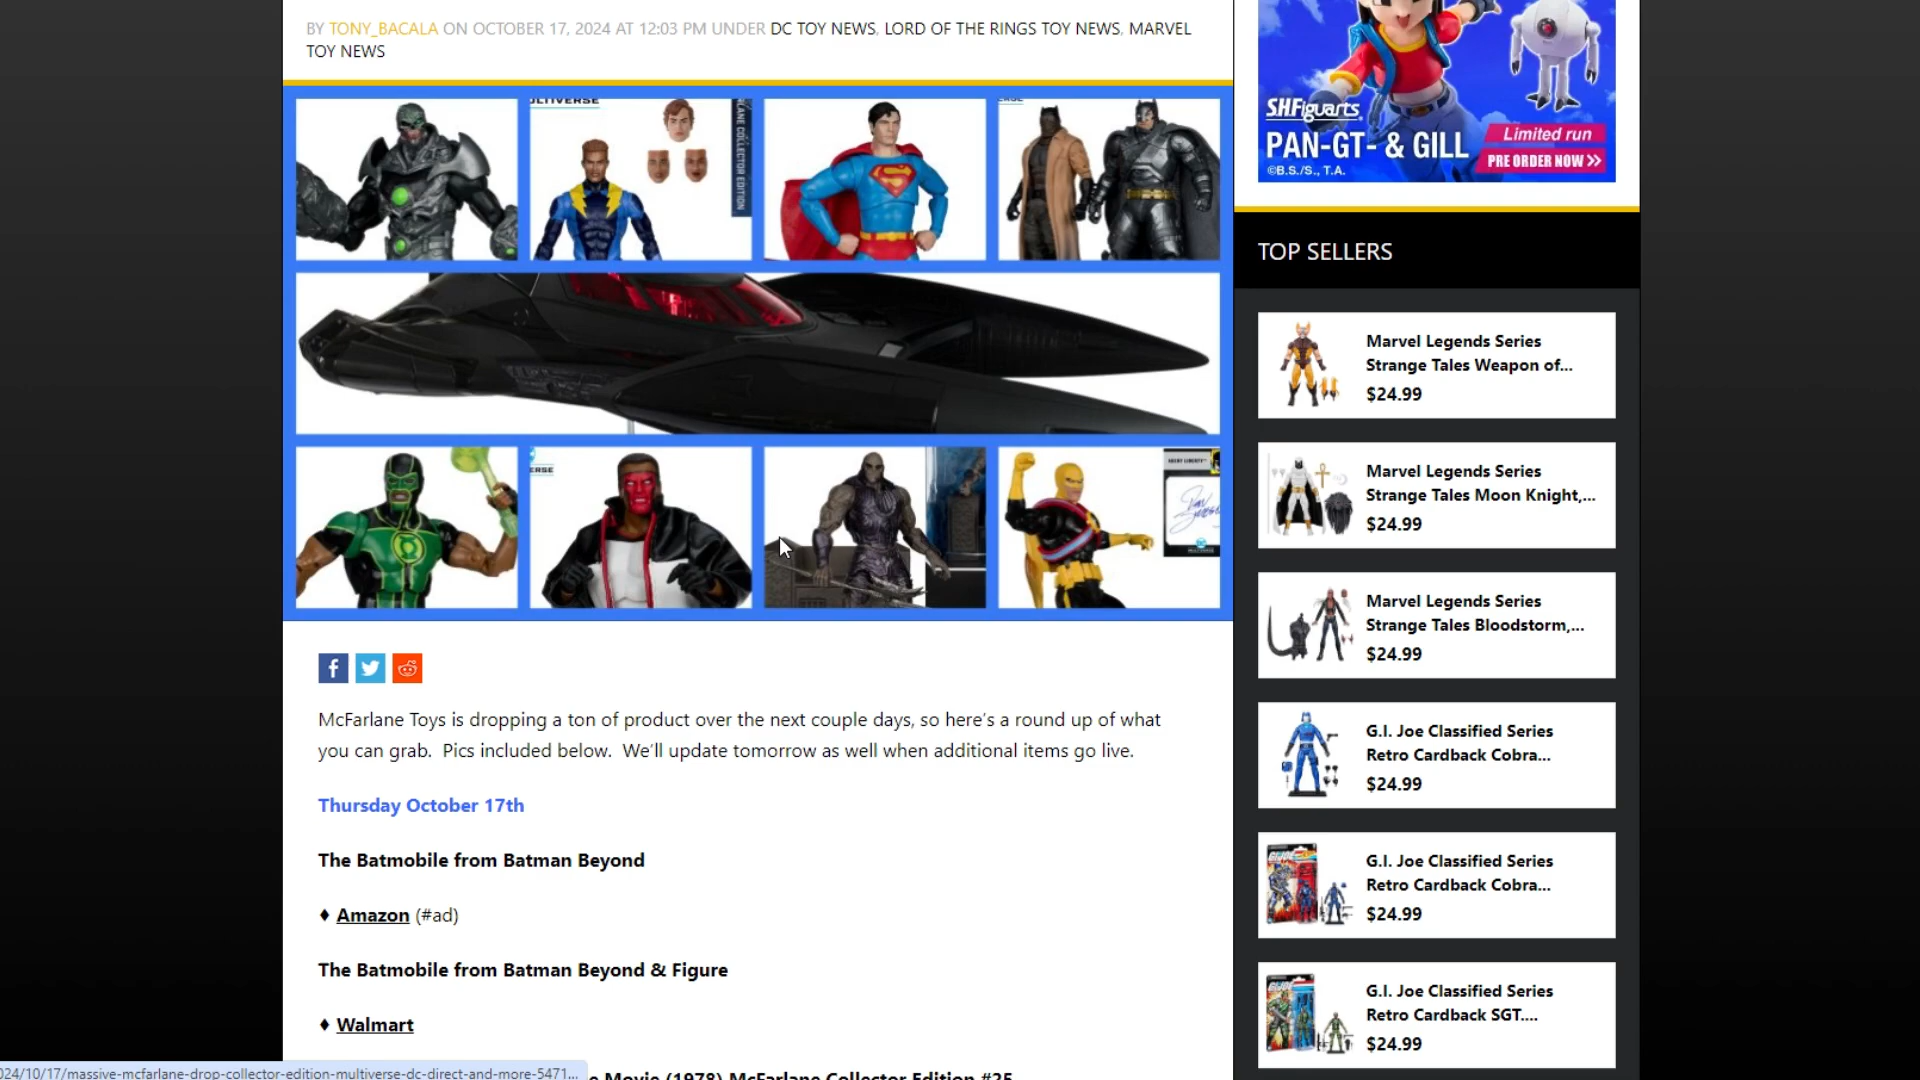 BY TONY_BACALA ON OCTOBER 17, 2024 AT 12:03 PM UNDER DC TOY NEWS, LORD OF THE RINGS TOY NEWS, MARVEL
TOY NEWS
SHFiguarts
PAN-GT- & GILL
Limited run
PRE ORDER NOW >>
©B.S./S., T.A.
TOP SELLERS
Marvel Legends Series
Strange Tales Weapon of...
$24.99
Marvel Legends Series
Strange Tales Moon Knight,...
$24.99
Marvel Legends Series
Strange Tales Bloodstorm,...
$24.99
G.I. Joe Classified Series
Retro Cardback Cobra...
$24.99
G.I. Joe Classified Series
Retro Cardback Cobra...
$24.99
G.I. Joe Classified Series
Retro Cardback SGT....
$24.99
LANE COLLECTOR EDITION
AGENT LIBERTY
McFarlane Toys is dropping a ton of product over the next couple days, so here's a round up of what
you can grab. Pics included below. We'll update tomorrow as well when additional items go live.
Thursday October 17th
The Batmobile from Batman Beyond
♦ Amazon (#ad)
The Batmobile from Batman Beyond & Figure
♦ Walmart
e Movie (1978) McFarlane Collector Edition #25
024/10/17/massive-mcfarlane-drop-collector-edition-multiverse-dc-direct-and-more-5471...